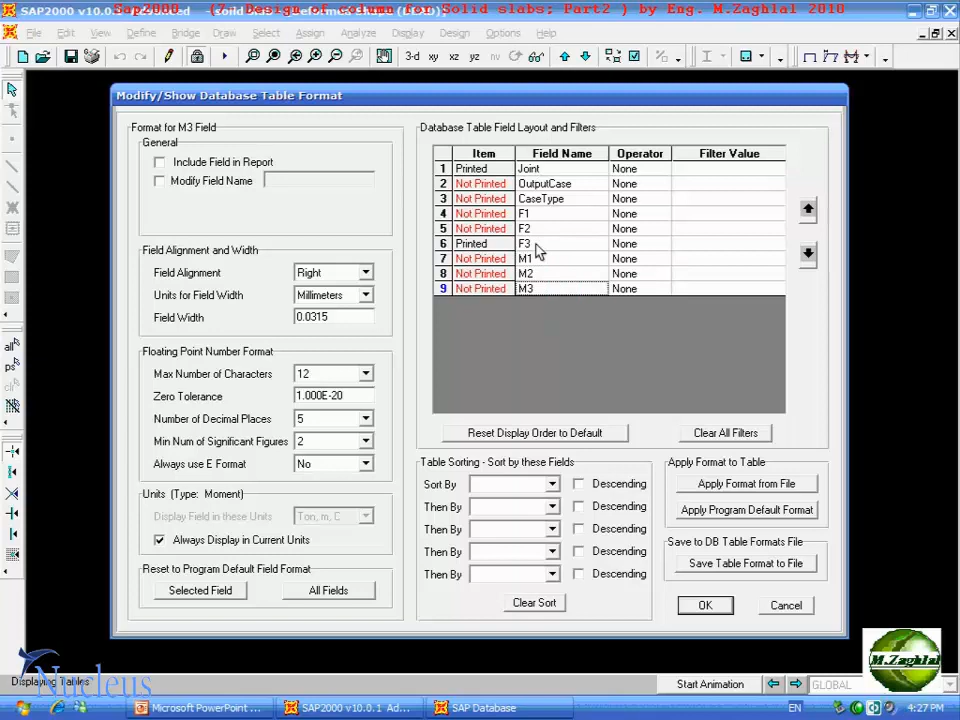 Sap2000 (7- Design of column for Solid slabs; Part2 ) by Eng. M.Zaghlal 2010
SAP2000 v10.0.1
File Edit View Define Bridge Draw Select Assign Analyze Display Design Options Help
3-d xy xz yz nv
Modify/Show Database Table Format
Format for M3 Field
General
Include Field in Report
Modify Field Name
Field Alignment and Width
Field Alignment Right
Units for Field Width Millimeters
Field Width 0.0315
Floating Point Number Format
Max Number of Characters 12
Zero Tolerance 1.000E-20
Number of Decimal Places 5
Min Num of Significant Figures 2
Always use E Format No
Units (Type: Moment)
Display Field in these Units Ton, m, C
Always Display in Current Units
Reset to Program Default Field Format
Selected Field All Fields
Database Table Field Layout and Filters
Item Field Name Operator Filter Value
1 Printed Joint None
2 Not Printed OutputCase None
3 Not Printed CaseType None
4 Not Printed F1 None
5 Not Printed F2 None
6 Printed F3 None
7 Not Printed M1 None
8 Not Printed M2 None
9 Not Printed M3 None
Reset Display Order to Default Clear All Filters
Table Sorting - Sort by these Fields
Sort By Descending
Then By Descending
Then By Descending
Then By Descending
Then By Descending
Clear Sort
Apply Format to Table
Apply Format from File
Apply Program Default Format
Save to DB Table Formats File
Save Table Format to File
OK Cancel
all
ps
clr
Displaying Tables
Nucleus
M.Zaghlal
Start Animation GLOBAL
Microsoft PowerPoint ... SAP2000 v10.0.1 Ad... SAP Database EN 4:27 PM